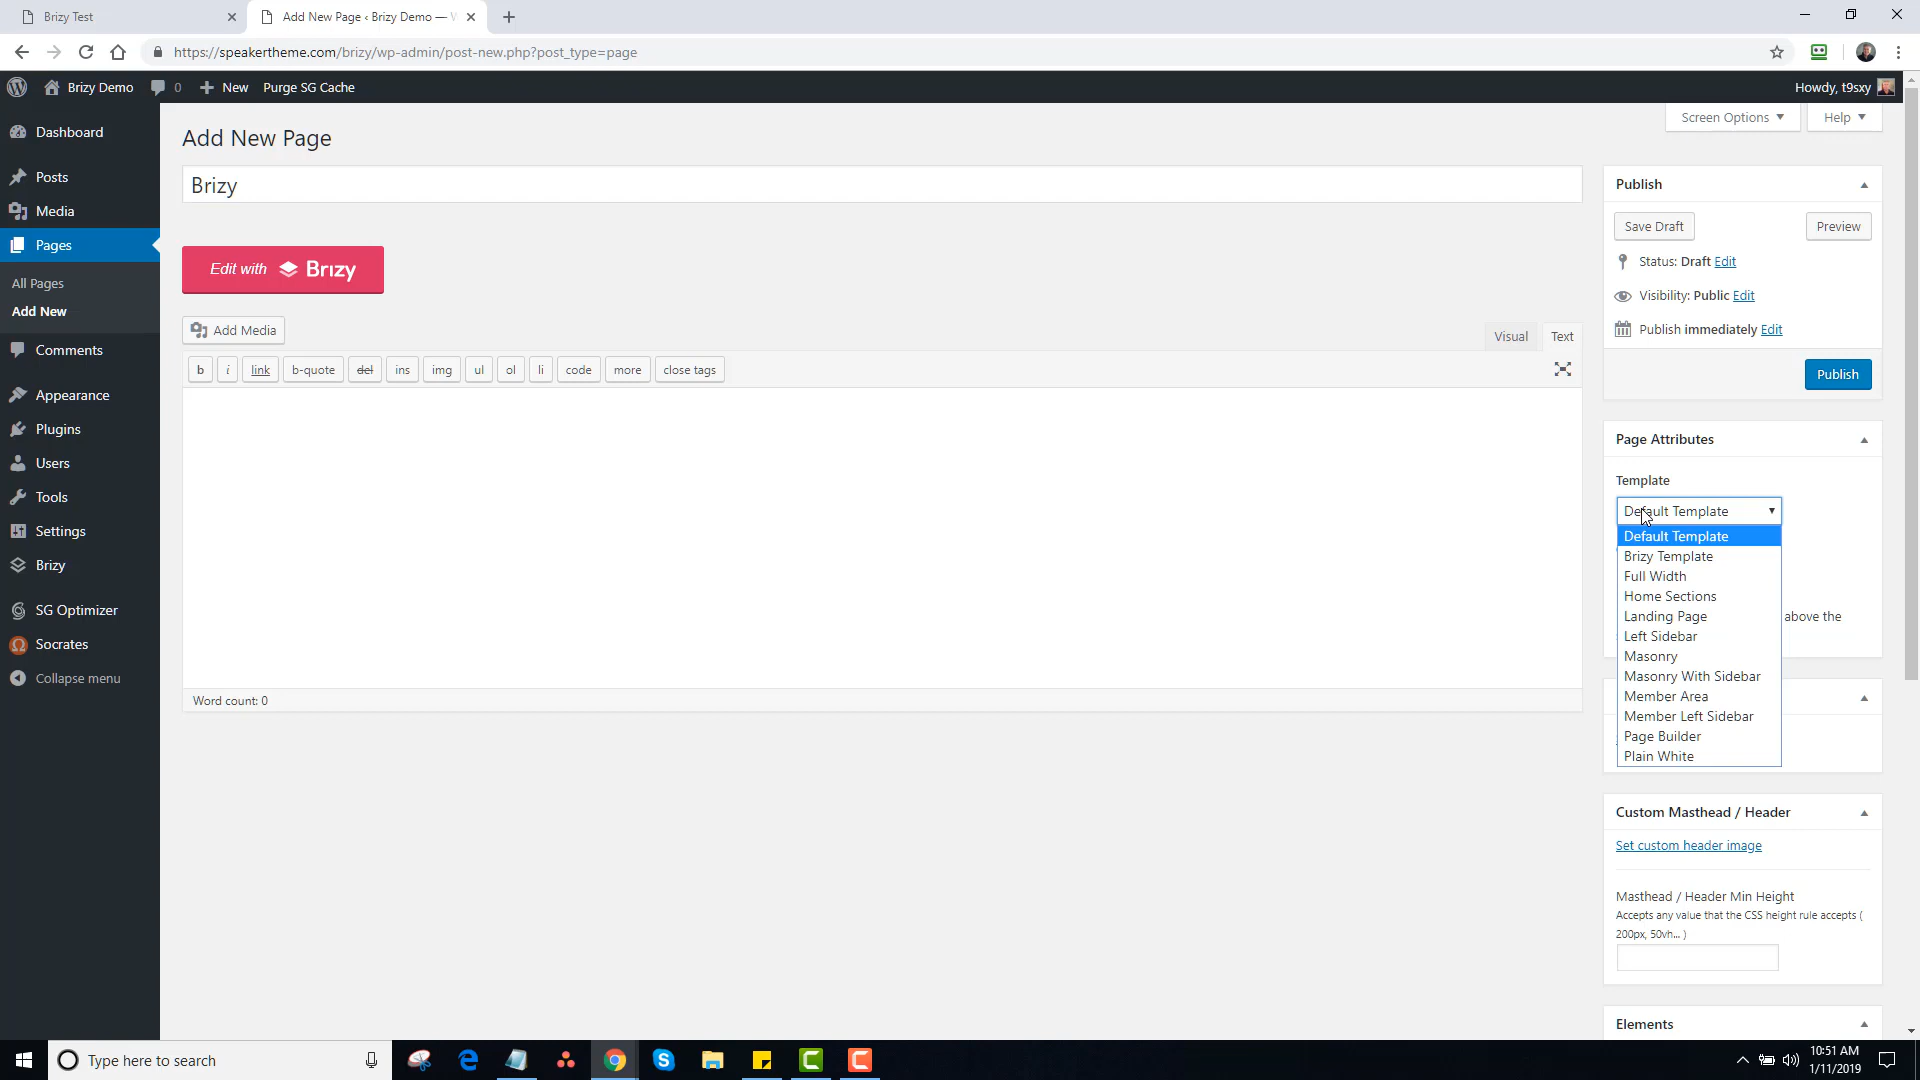 Brizy Test
Add New Page ‹ Brizy Demo —
https://speakertheme.com/brizy/wp-admin/post-new.php?post_type=page
Brizy Demo
0
New
Purge SG Cache
Howdy, t9sxy
Dashboard
Posts
Media
Pages
All Pages
Add New
Comments
Appearance
Plugins
Users
Tools
Settings
Brizy
SG Optimizer
Socrates
Collapse menu
Screen Options
Help
Add New Page
Brizy
Edit with Brizy
Add Media
Visual
Text
b
i
link
b-quote
del
ins
img
ul
ol
li
code
more
close tags
Word count: 0
Publish
Save Draft
Preview
Status: Draft Edit
Visibility: Public Edit
Publish immediately Edit
Publish
Page Attributes
Template
Default Template
Default Template
Brizy Template
Full Width
Home Sections
Landing Page
above the
Left Sidebar
Masonry
Masonry With Sidebar
Member Area
Member Left Sidebar
Page Builder
Plain White
Custom Masthead / Header
Set custom header image
Masthead / Header Min Height
Accepts any value that the CSS height rule accepts (
200px, 50vh... )
Elements
Type here to search
10:51 AM
1/11/2019